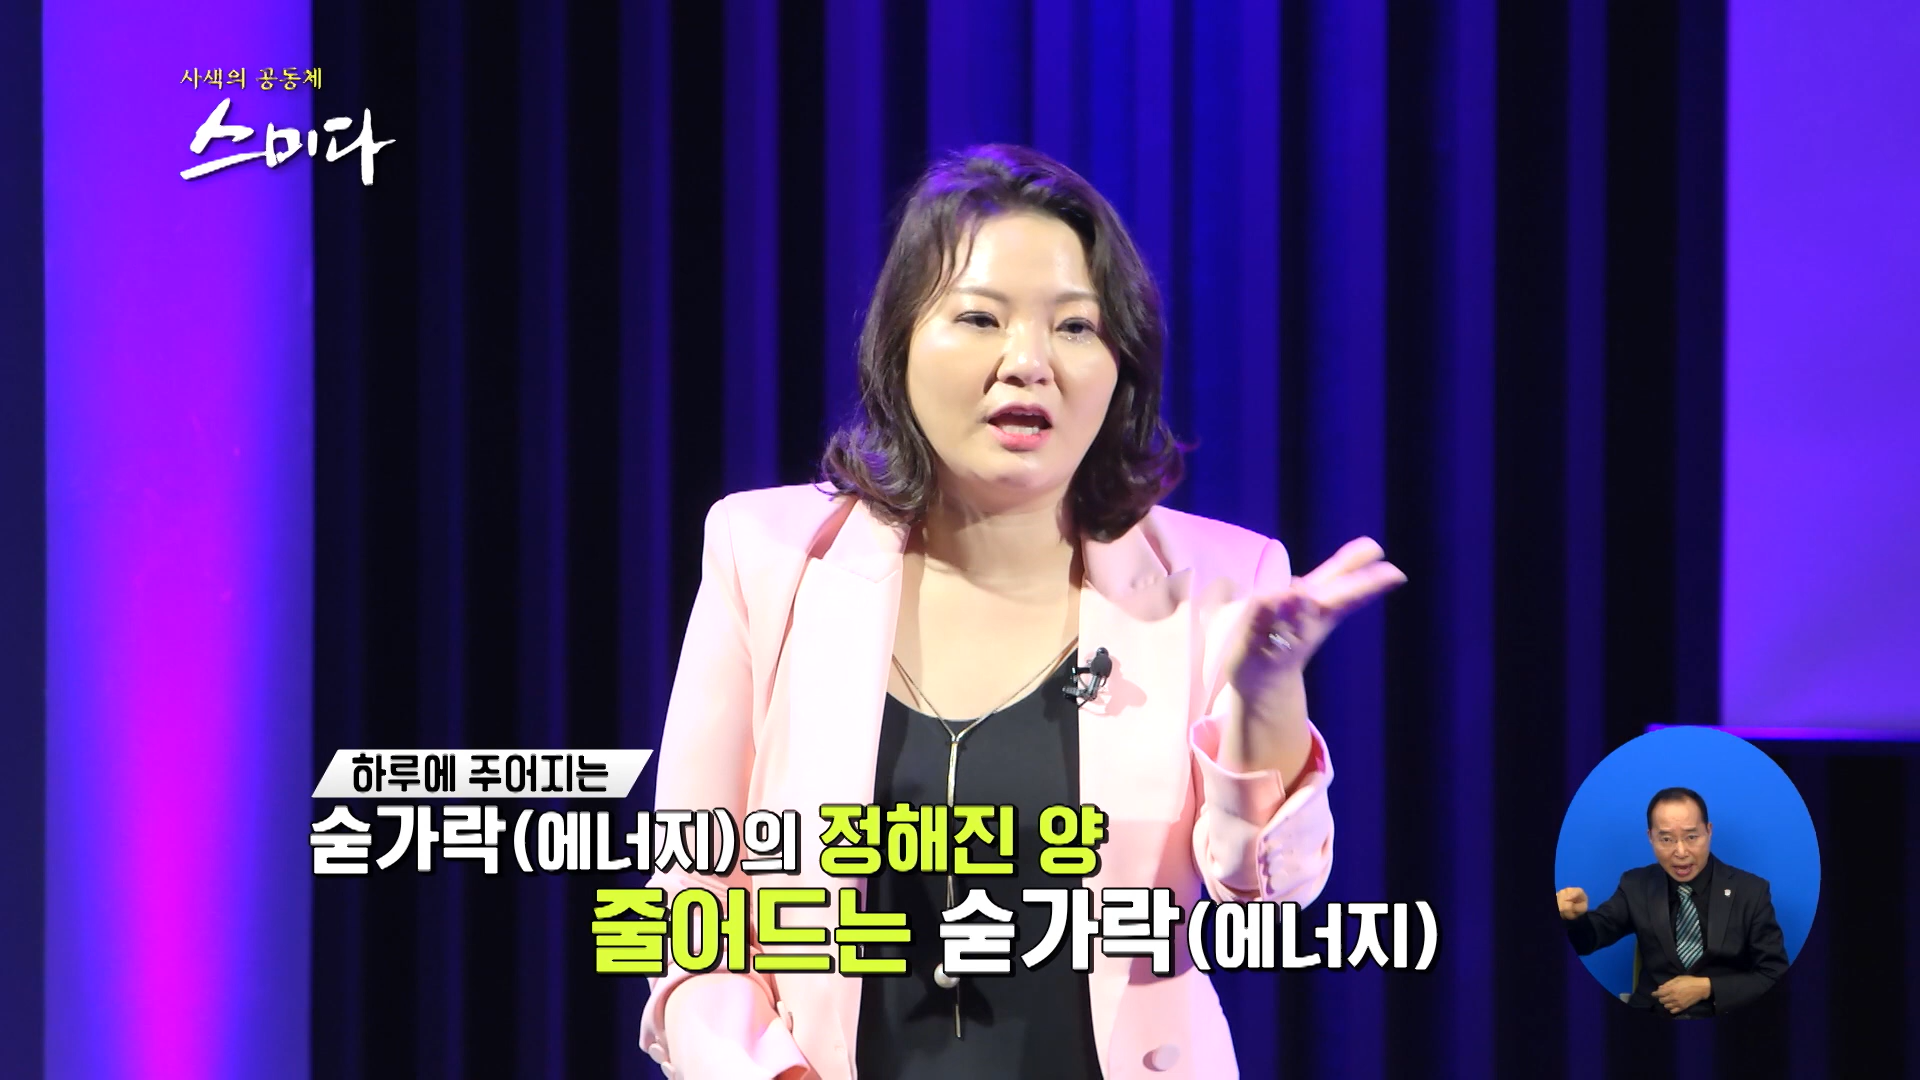 사색의 공동체
스미다
하루에 주어지는
숟가락(에너지)의 정해진 양
줄어드는 숟가락(에너지)